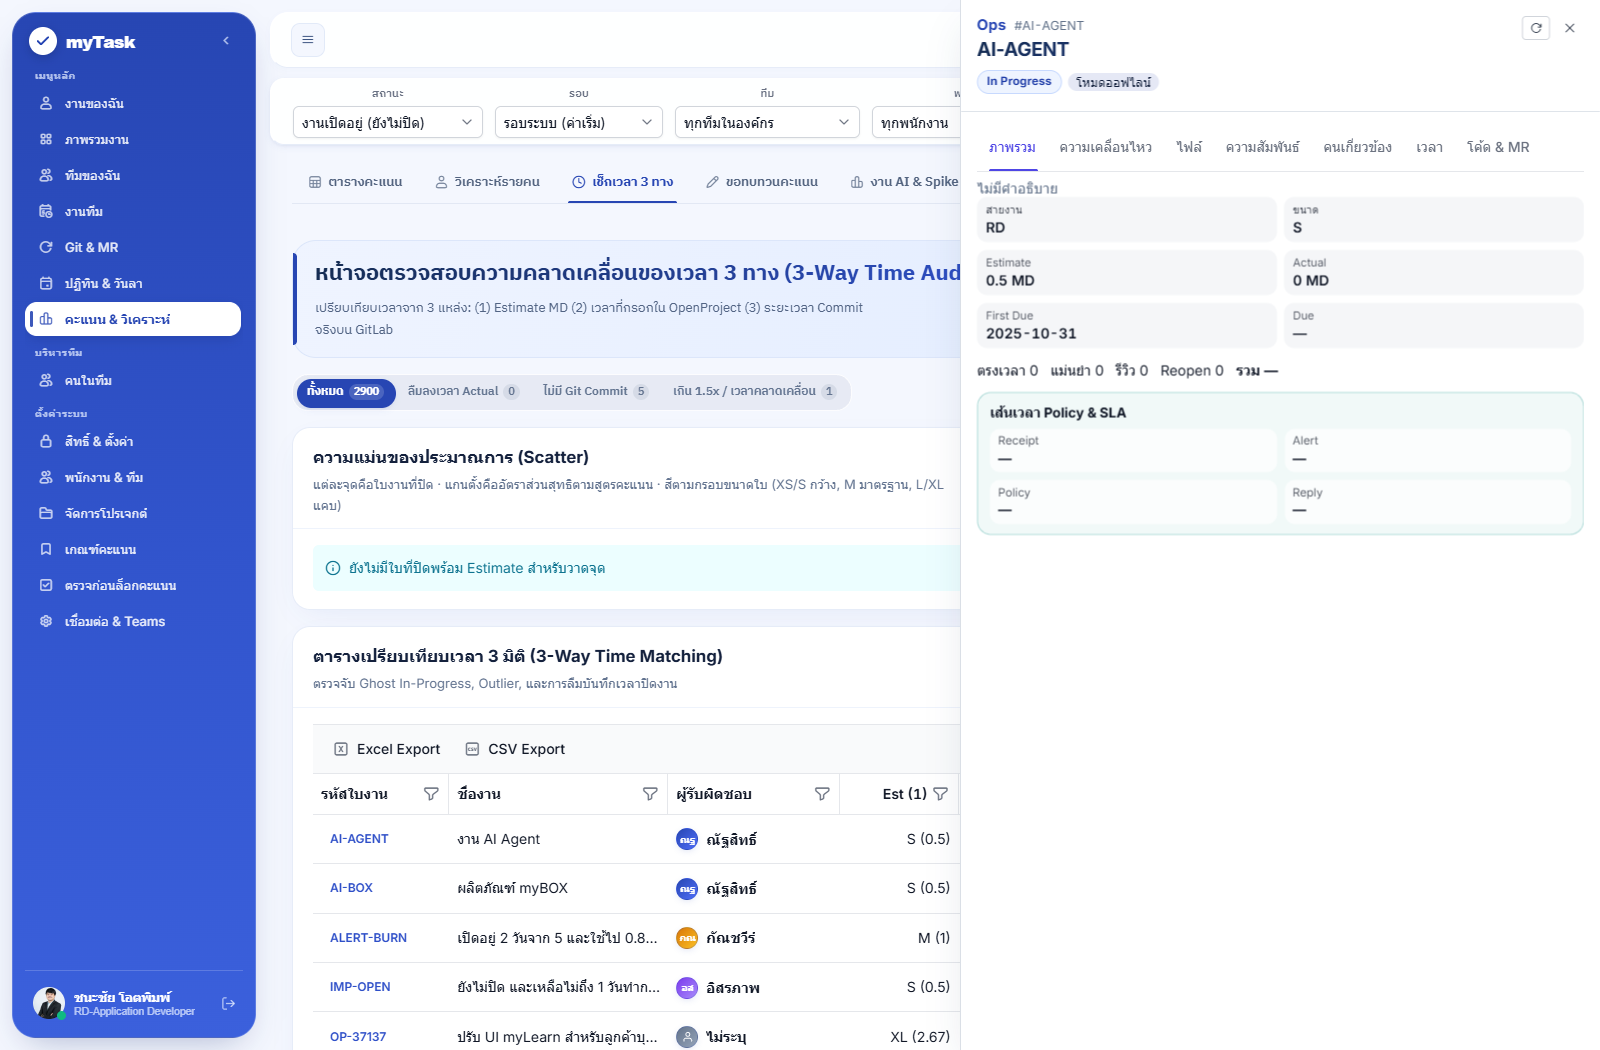 myTask
เมนูหลัก
งานของฉัน
ภาพรวมงาน
ทีมของฉัน
งานทีม
Git & MR
ปฏิทิน & วันลา
คะแนน & วิเคราะห์
บริหารทีม
คนในทีม
ตั้งค่าระบบ
สิทธิ์ & ตั้งค่า
พนักงาน & ทีม
จัดการโปรเจกต์
เกณฑ์คะแนน
ตรวจก่อนล็อกคะแนน
เชื่อมต่อ & Teams
ชนะชัย โอตพิมพ์
RD-Application Developer
สถานะ
รอบ
ทีม
งานเปิดอยู่ (ยังไม่ปิด)
รอบระบบ (ค่าเริ่ม)
ทุกทีมในองค์กร
ทุกพนักงาน
ตารางคะแนน
วิเคราะห์รายคน
เช็กเวลา 3 ทาง
ขอทบทวนคะแนน
งาน AI & Spike
หน้าจอตรวจสอบความคลาดเคลื่อนของเวลา 3 ทาง (3-Way Time Aud
เปรียบเทียบเวลาจาก 3 แหล่ง: (1) Estimate MD (2) เวลาที่กรอกใน OpenProject (3) ระยะเวลา Commit
จริงบน GitLab
ทั้งหมด 2900
ลืมลงเวลา Actual 0
ไม่มี Git Commit 5
เกิน 1.5x / เวลาคลาดเคลื่อน 1
ความแม่นของประมาณการ (Scatter)
แต่ละจุดคือใบงานที่ปิด · แกนตั้งคืออัตราส่วนสุทธิตามสูตรคะแนน · สีตามกรอบขนาดใบ (XS/S กว้าง, M มาตรฐาน, L/XL
แคบ)
ยังไม่มีใบที่ปิดพร้อม Estimate สำหรับวาดจุด
ตารางเปรียบเทียบเวลา 3 มิติ (3-Way Time Matching)
ตรวจจับ Ghost In-Progress, Outlier, และการลืมบันทึกเวลาปิดงาน
Excel Export
CSV Export
รหัสใบงาน
ชื่องาน
ผู้รับผิดชอบ
Est (1)
AI-AGENT
งาน AI Agent
ณัฐสิทธิ์
S (0.5)
AI-BOX
ผลิตภัณฑ์ myBOX
ณัฐสิทธิ์
S (0.5)
ALERT-BURN
เปิดอยู่ 2 วันจาก 5 และใช้ไป 0.8...
กัณชวีร์
M (1)
IMP-OPEN
ยังไม่ปิด และเหลือไม่ถึง 1 วันทำก...
อส
อิสรภาพ
S (0.5)
OP-37137
ปรับ UI myLearn สำหรับลูกค้าบุ...
ไม่ระบุ
XL (2.67)
Ops #AI-AGENT
AI-AGENT
In Progress
โหมดออฟไลน์
ภาพรวม
ความเคลื่อนไหว
ไฟล์
ความสัมพันธ์
คนเกี่ยวข้อง
เวลา
โค้ด & MR
ไม่มีคำอธิบาย
สายงาน
RD
ขนาด
S
Estimate
0.5 MD
Actual
0 MD
First Due
2025-10-31
Due
—
ตรงเวลา 0
แม่นยำ 0
รีวิว 0
Reopen 0
รวม —
เส้นเวลา Policy & SLA
Receipt
—
Alert
—
Policy
—
Reply
—